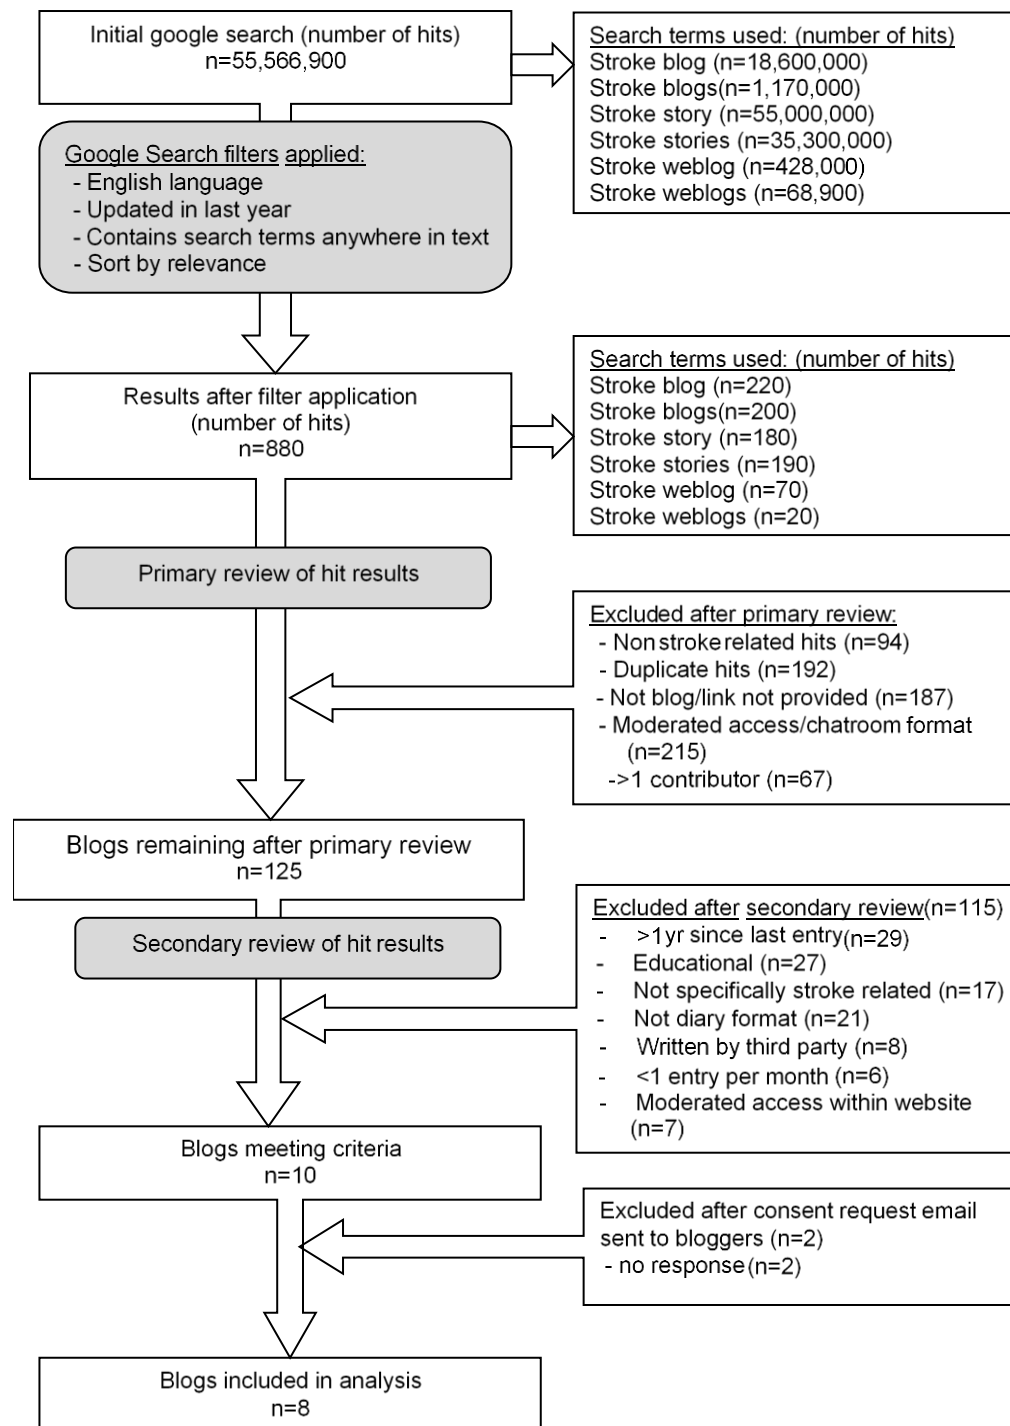 Initial google search (number of hits)
n=55,566,900
Search terms used: (number of hits)
Stroke blog (n=18,600,000)
Stroke blogs(n=1,170,000)
Stroke story (n=55,000,000)
Stroke stories (n=35,300,000)
Stroke weblog (n=428,000)
Stroke weblogs (n=68,900)
Google Search filters applied:
- English language
- Updated in last year
- Contains search terms anywhere in text
- Sort by relevance
Results after filter application
(number of hits)
n=880
Search terms used: (number of hits)
Stroke blog (n=220)
Stroke blogs(n=200)
Stroke story (n=180)
Stroke stories (n=190)
Stroke weblog (n=70)
Stroke weblogs (n=20)
Primary review of hit results
Excluded after primary review:
- Non stroke related hits (n=94)
- Duplicate hits (n=192)
- Not blog/link not provided (n=187)
- Moderated access/chatroom format
(n=215)
->1 contributor (n=67)
Blogs remaining after primary review
n=125
Secondary review of hit results
Excluded after secondary review(n=115)
- >1 yr since last entry(n=29)
- Educational (n=27)
- Not specifically stroke related (n=17)
- Not diary format (n=21)
- Written by third party (n=8)
- <1 entry per month (n=6)
- Moderated access within website
(n=7)
Blogs meeting criteria
n=10
Excluded after consent request email
sent to bloggers (n=2)
- no response (n=2)
Blogs included in analysis
n=8